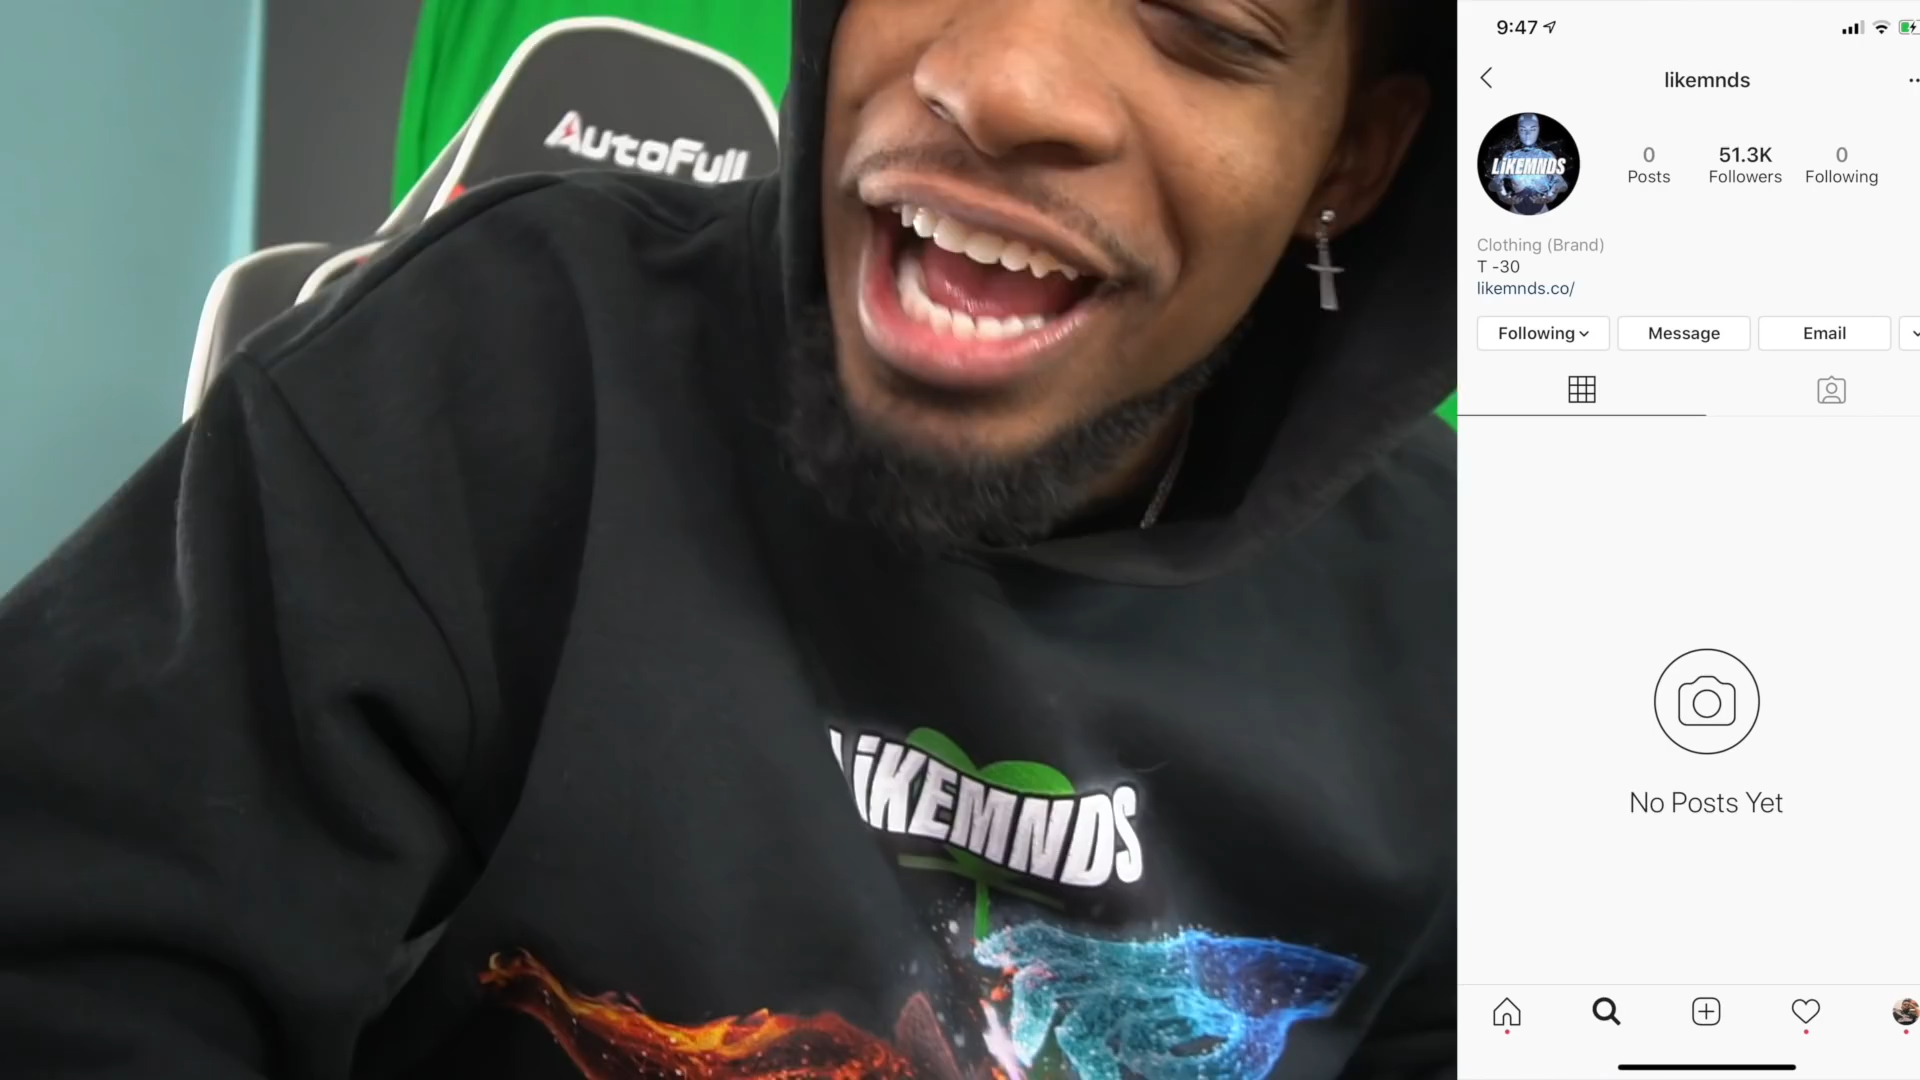 AutoFull
LiKEMNDS
9:47
likemnds
LiKEMNDS
0
Posts
51.3K
Followers
0
Following
Clothing (Brand)
T -30
likemnds.co/
Following
Message
Email
No Posts Yet